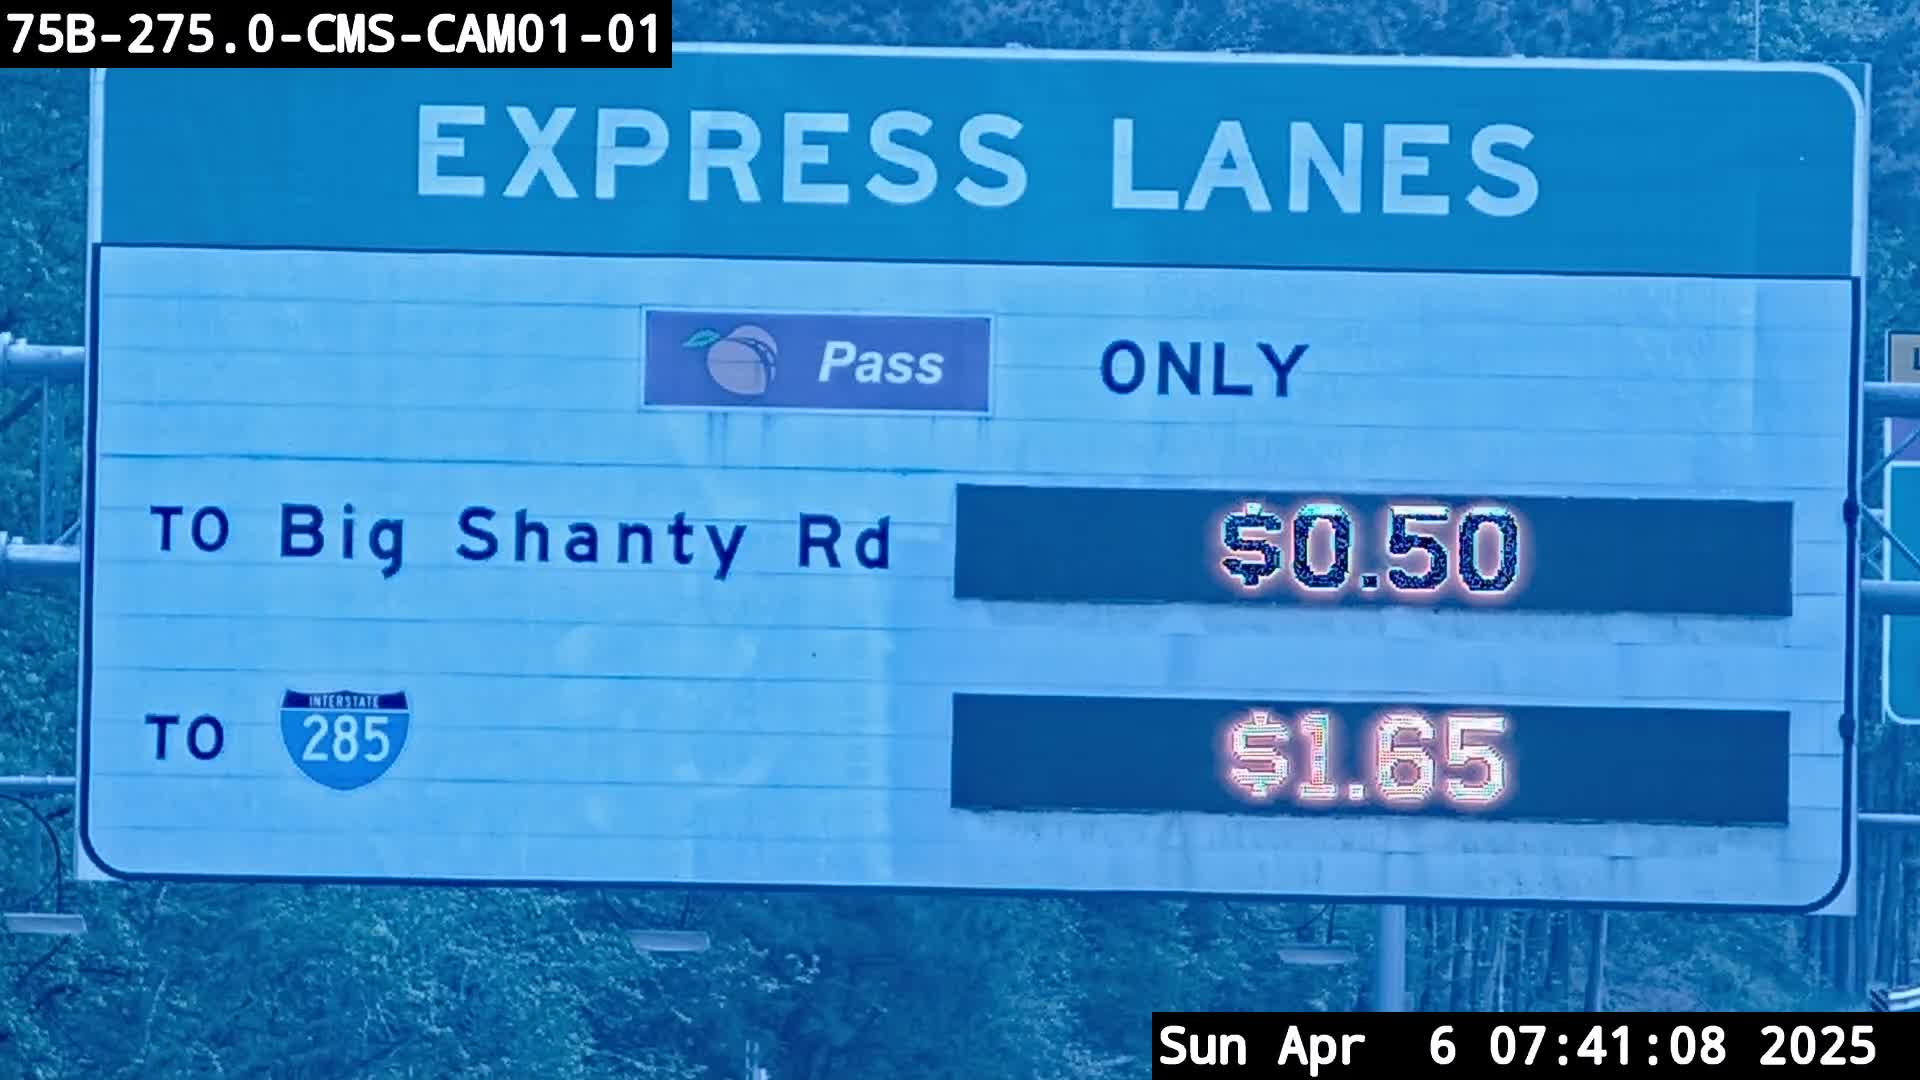 75B-275.0-CMS-CAM01-01
EXPRESS LANES
Pass ONLY
TO Big Shanty Rd $0.50
TO INTERSTATE 285 $1.65
Sun Apr 6 07:41:08 2025